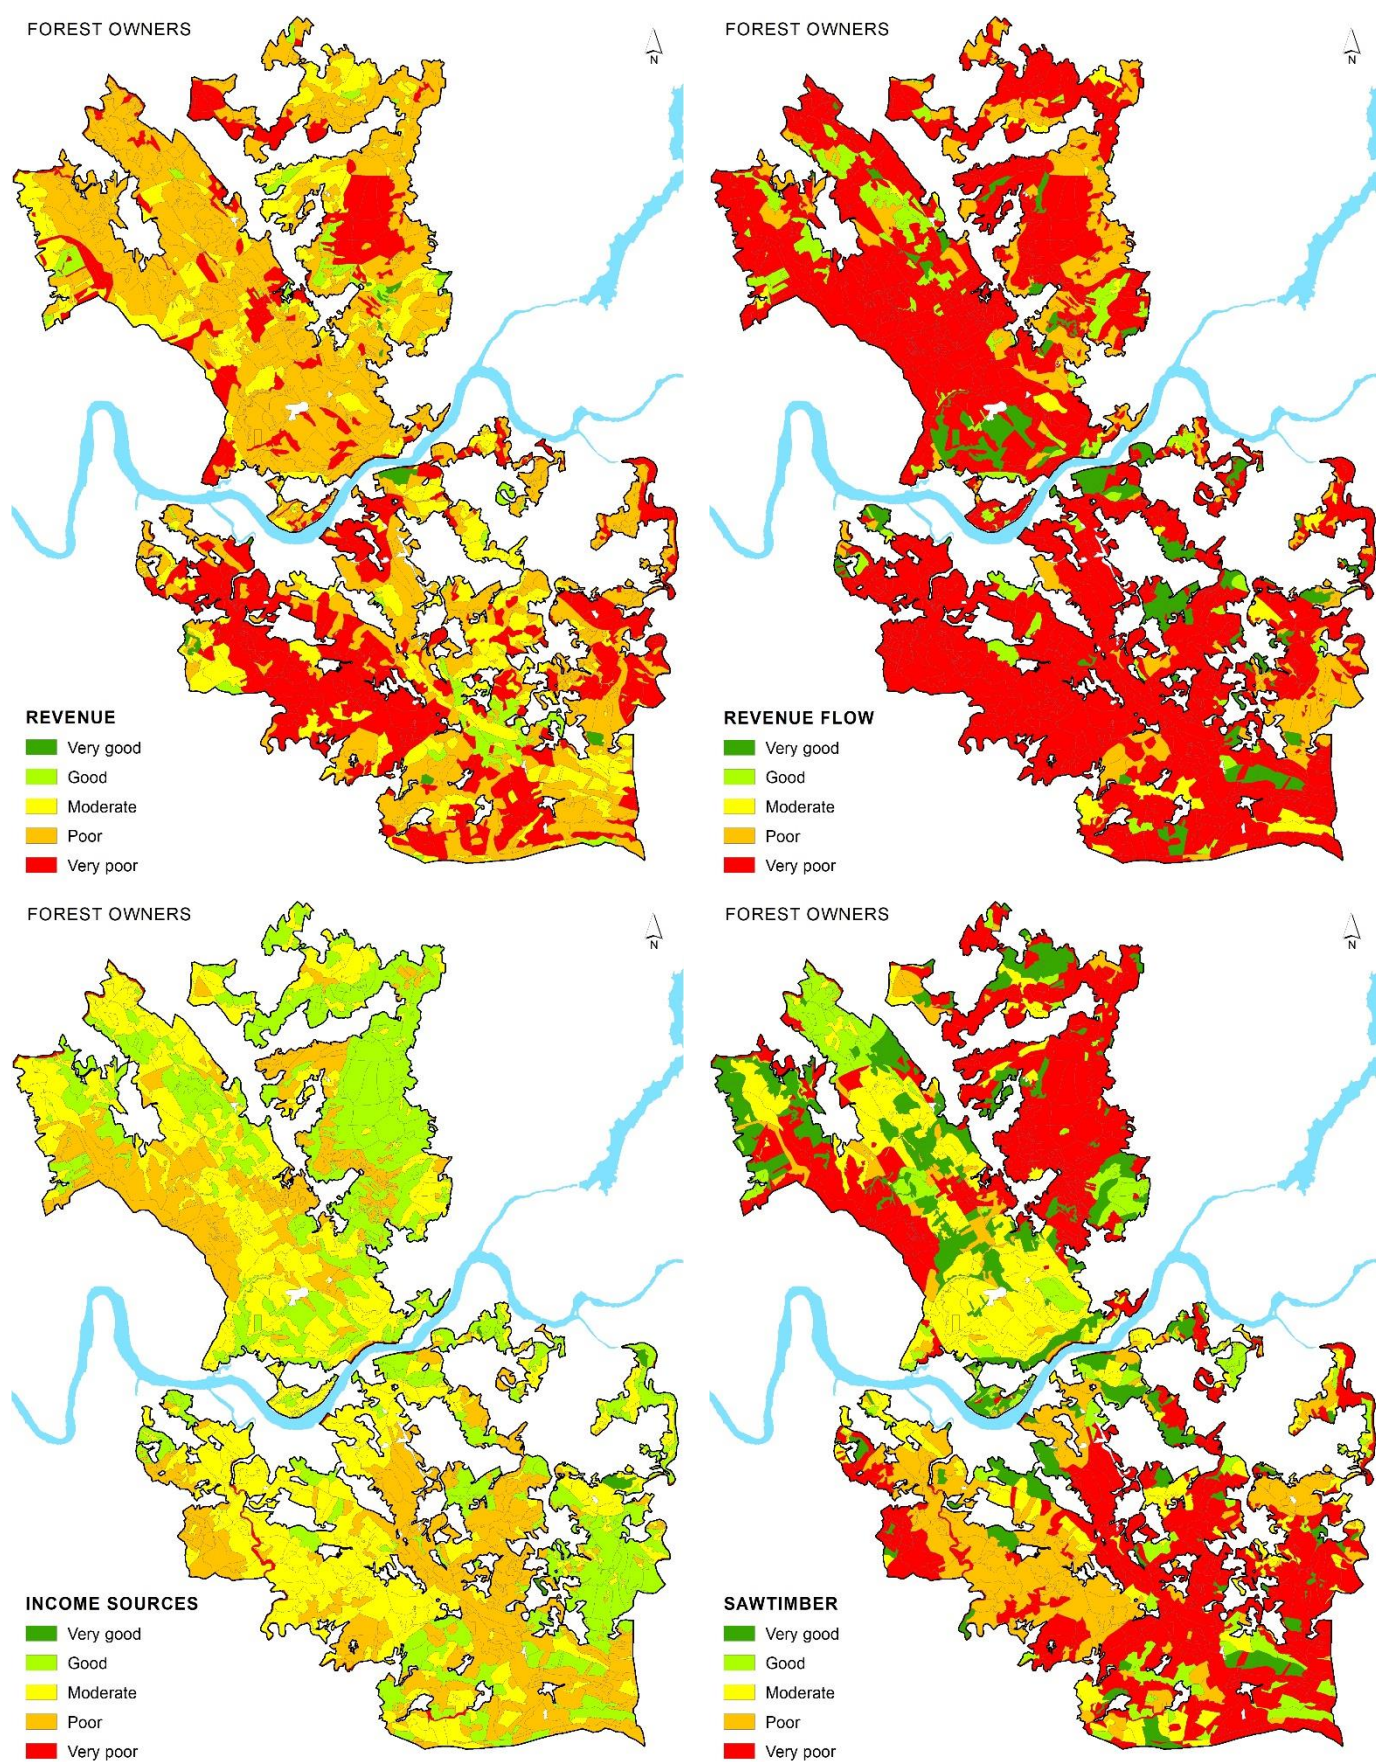 FOREST OWNERS
N
REVENUE
Very good
Good
Moderate
Poor
Very poor
FOREST OWNERS
N
REVENUE FLOW
Very good
Good
Moderate
Poor
Very poor
FOREST OWNERS
N
INCOME SOURCES
Very good
Good
Moderate
Poor
Very poor
FOREST OWNERS
N
SAWTIMBER
Very good
Good
Moderate
Poor
Very poor